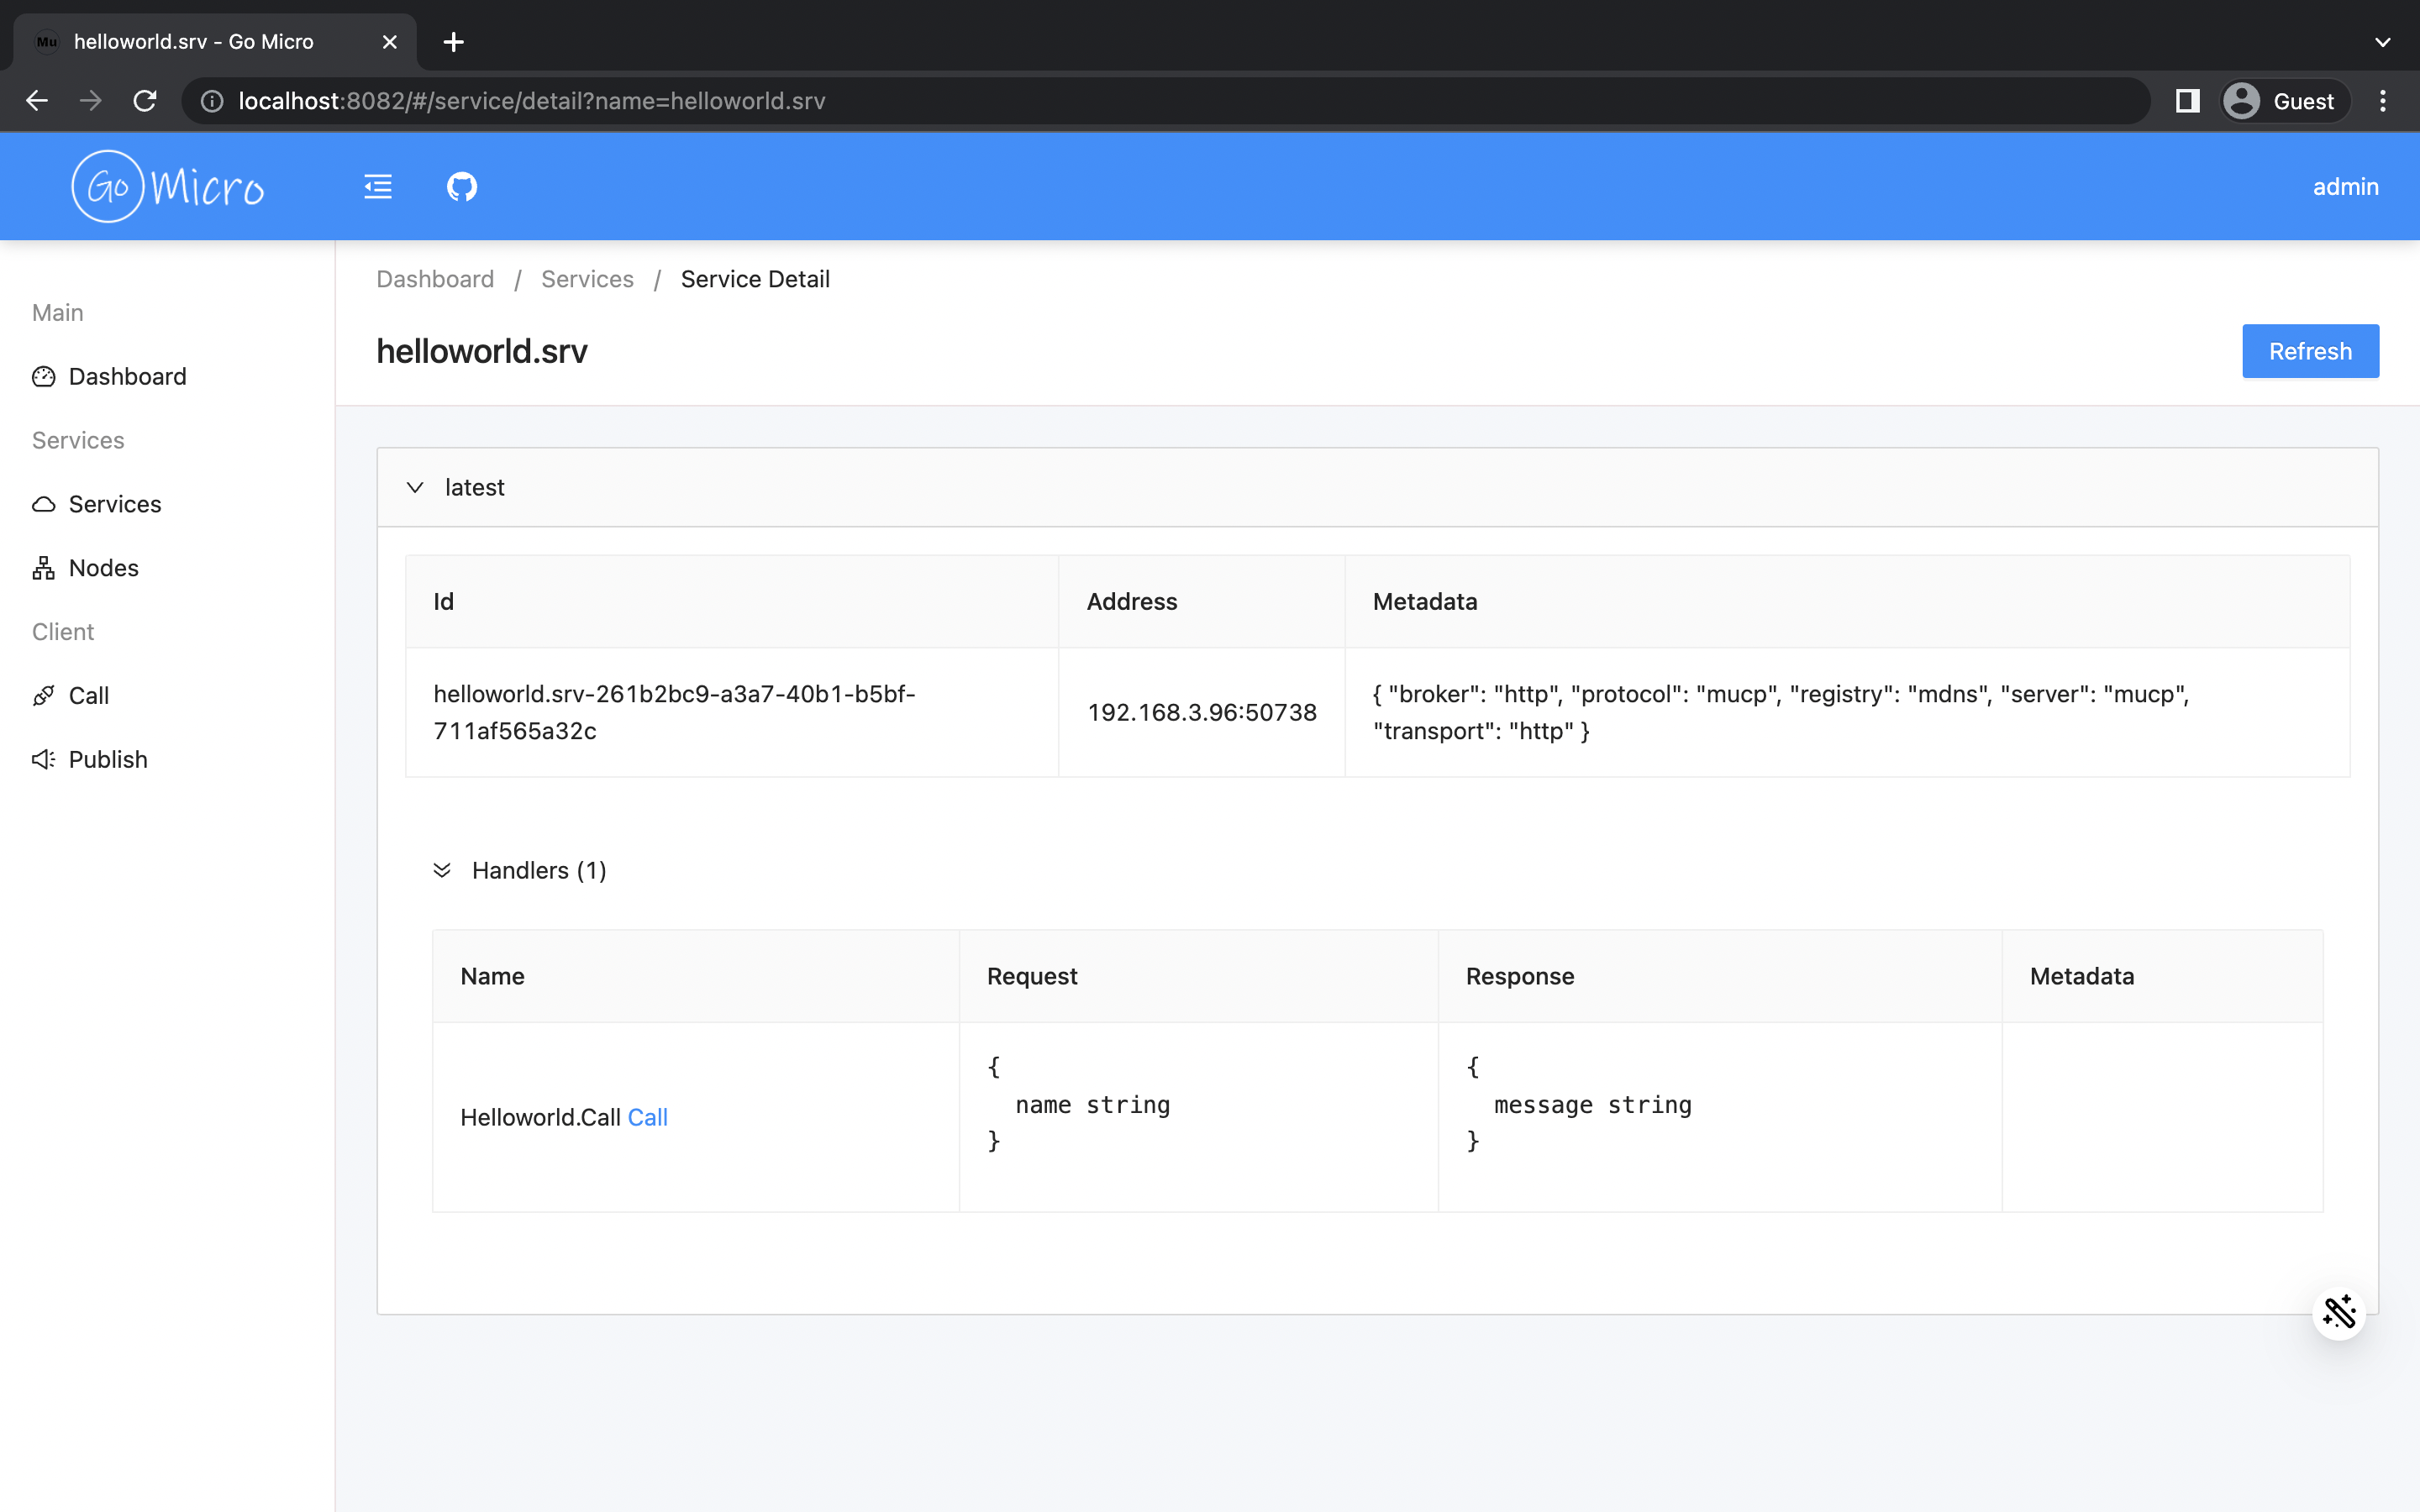 Mu helloworld.srv - Go Micro
localhost:8082/#/service/detail?name=helloworld.srv
Guest
Go Micro
admin
Main
Dashboard
Services
Services
Nodes
Client
Call
Publish
Dashboard / Services / Service Detail
helloworld.srv
Refresh
latest
Id Address Metadata
helloworld.srv-261b2bc9-a3a7-40b1-b5bf-
711af565a32c
192.168.3.96:50738
{ "broker": "http", "protocol": "mucp", "registry": "mdns", "server": "mucp",
"transport": "http" }
Handlers (1)
Name Request Response Metadata
Helloworld.Call Call
{
name string
}
{
message string
}